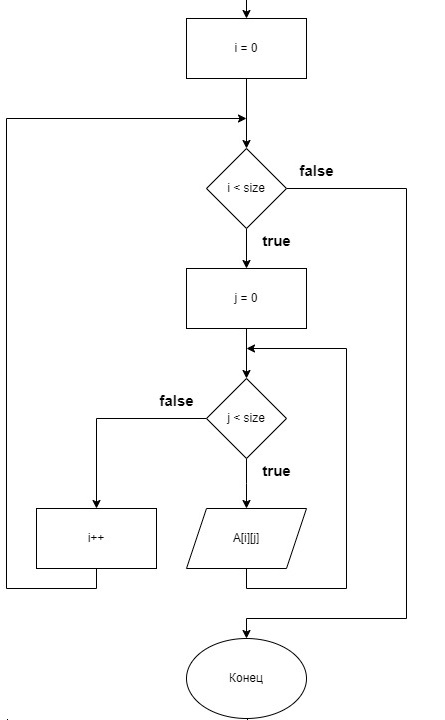 i = 0
false
i < size
true
j = 0
false
j < size
true
i++
A[i][j]
Конец